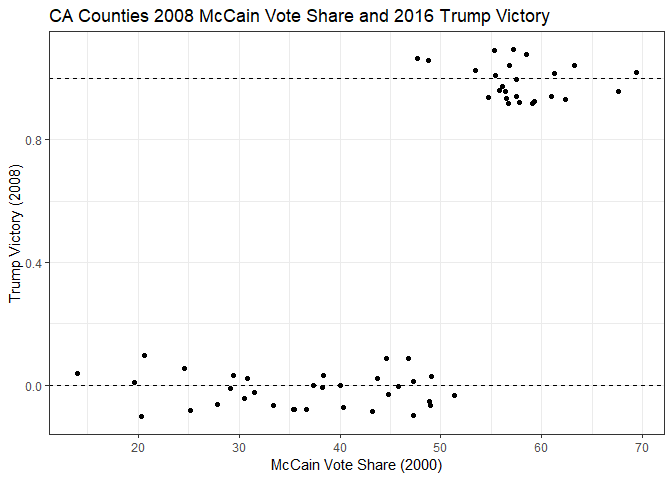 CA Counties 2008 McCain Vote Share and 2016 Trump Victory
Trump Victory (2008)
0.8
0.4
0.0
20 30 40 50 60 70
McCain Vote Share (2000)